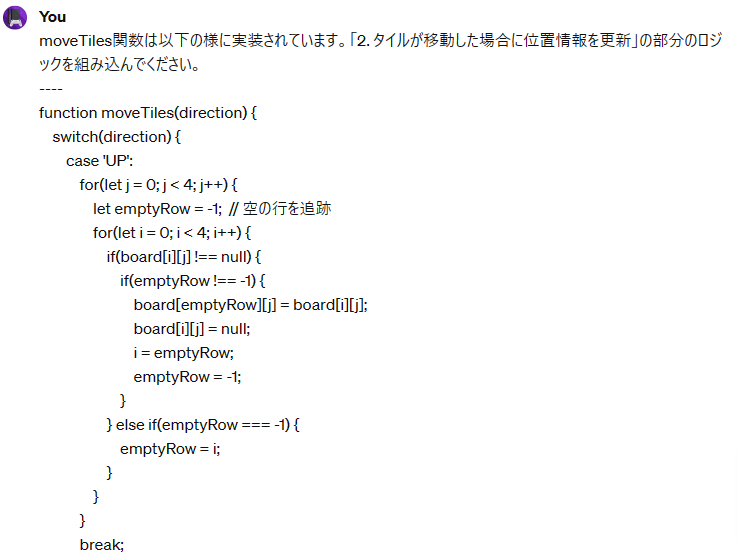 You
moveTiles関数は以下の様に実装されています。「2. タイルが移動した場合に位置情報を更新」の部分のロジ
ックを組み込んでください。
----
function moveTiles(direction) {
switch(direction) {
case 'UP':
for(let j = 0; j < 4; j++) {
let emptyRow = -1; // 空の行を追跡
for(let i = 0; i < 4; i++) {
if(board[i][j] !== null) {
if(emptyRow !== -1) {
board[emptyRow][j] = board[i][j];
board[i][j] = null;
i = emptyRow;
emptyRow = -1;
}
} else if(emptyRow === -1) {
emptyRow = i;
}
}
}
break;